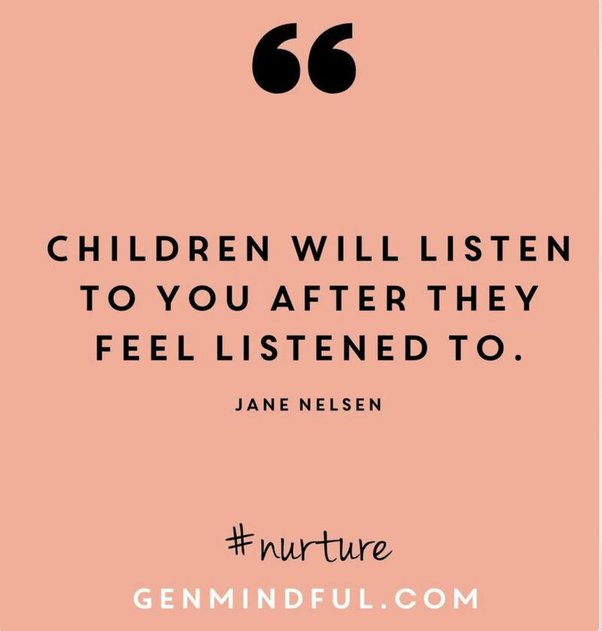 “
CHILDREN WILL LISTEN
TO YOU AFTER THEY
FEEL LISTENED TO.
JANE NELSEN
#nurture
GENMINDFUL.COM